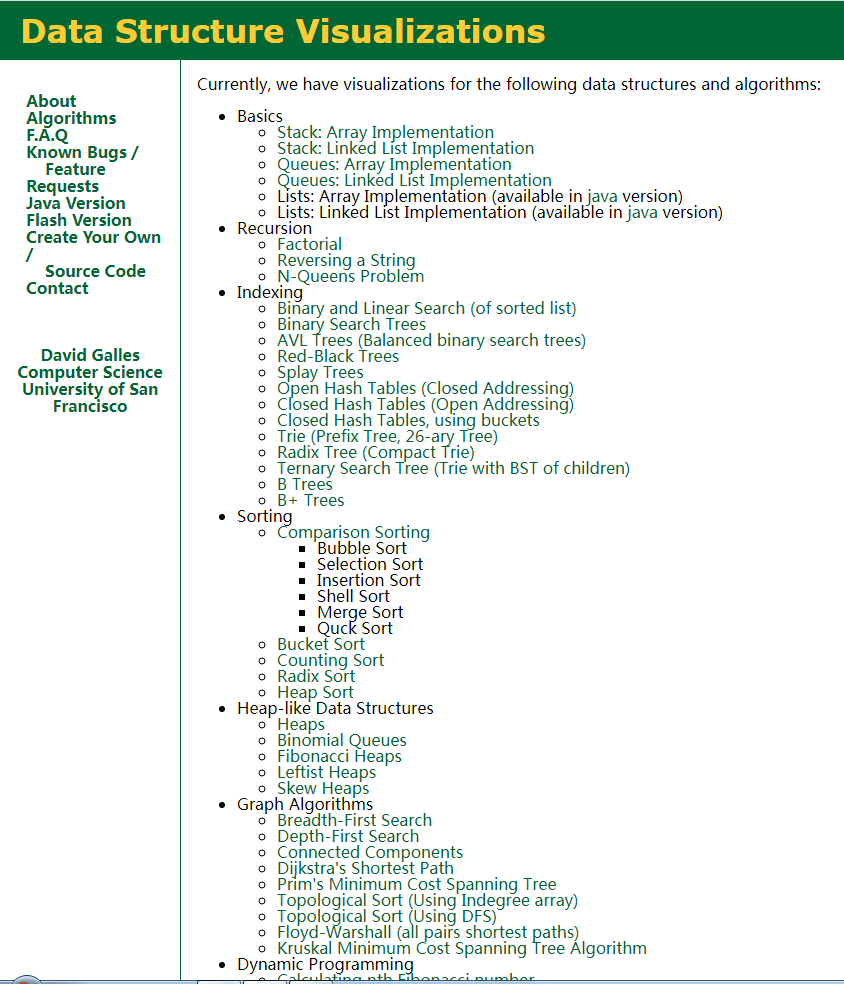 Data Structure Visualizations
About
Algorithms
F.A.Q
Known Bugs /
Feature
Requests
Java Version
Flash Version
Create Your Own
/
Source Code
Contact
David Galles
Computer Science
University of San
Francisco
Currently, we have visualizations for the following data structures and algorithms:
Basics
Stack: Array Implementation
Stack: Linked List Implementation
Queues: Array Implementation
Queues: Linked List Implementation
Lists: Array Implementation (available in java version)
Lists: Linked List Implementation (available in java version)
Recursion
Factorial
Reversing a String
N-Queens Problem
Indexing
Binary and Linear Search (of sorted list)
Binary Search Trees
AVL Trees (Balanced binary search trees)
Red-Black Trees
Splay Trees
Open Hash Tables (Closed Addressing)
Closed Hash Tables (Open Addressing)
Closed Hash Tables, using buckets
Trie (Prefix Tree, 26-ary Tree)
Radix Tree (Compact Trie)
Ternary Search Tree (Trie with BST of children)
B Trees
B+ Trees
Sorting
Comparison Sorting
Bubble Sort
Selection Sort
Insertion Sort
Shell Sort
Merge Sort
Quck Sort
Bucket Sort
Counting Sort
Radix Sort
Heap Sort
Heap-like Data Structures
Heaps
Binomial Queues
Fibonacci Heaps
Leftist Heaps
Skew Heaps
Graph Algorithms
Breadth-First Search
Depth-First Search
Connected Components
Dijkstra's Shortest Path
Prim's Minimum Cost Spanning Tree
Topological Sort (Using Indegree array)
Topological Sort (Using DFS)
Floyd-Warshall (all pairs shortest paths)
Kruskal Minimum Cost Spanning Tree Algorithm
Dynamic Programming
Calculating nth Fibonacci number